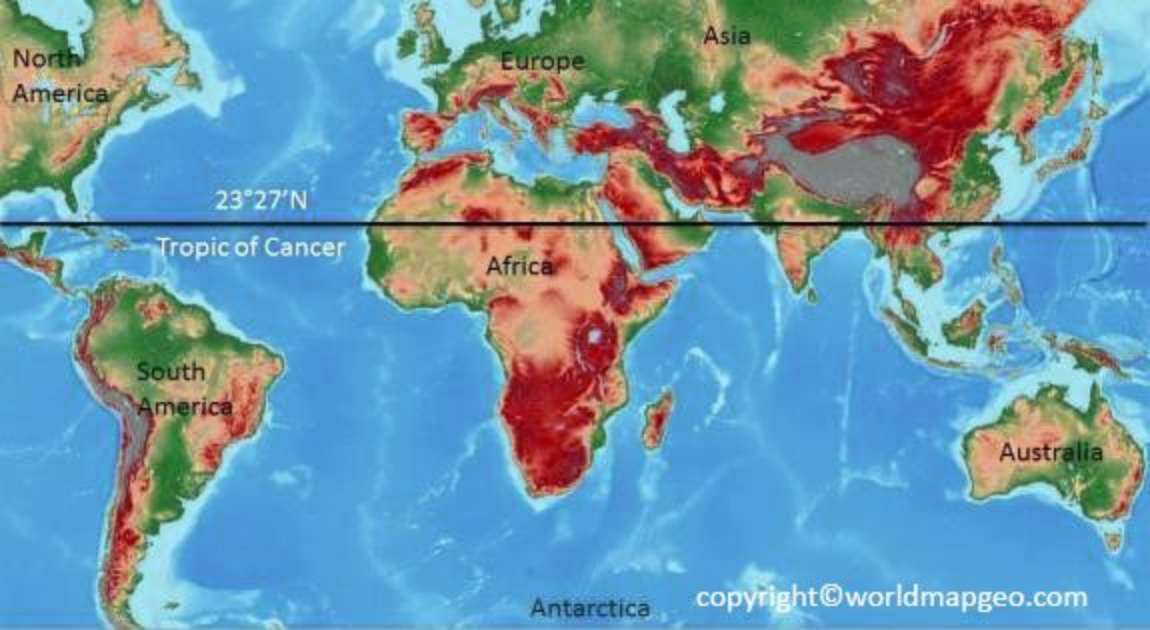 Asia
North
America
Europe
23°27’N
Tropic of Cancer
Africa
South
America
Australia
Antarctica
copyright©worldmapgeo.com